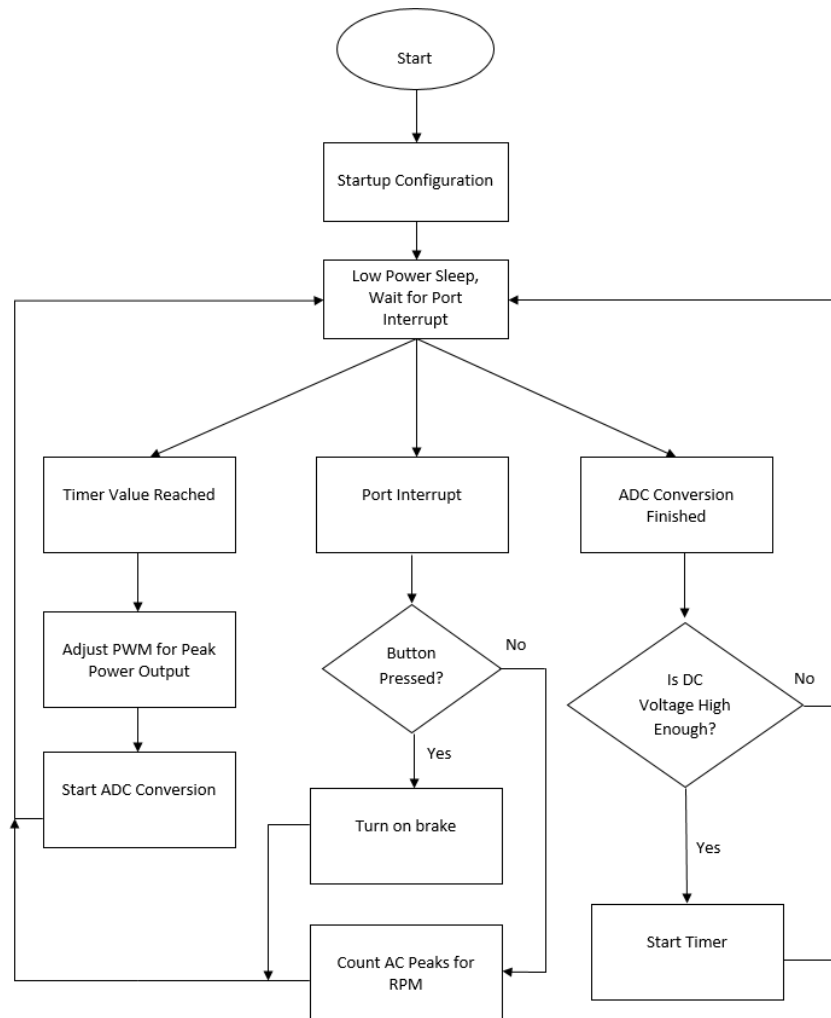 Start
Startup Configuration
Low Power Sleep,
Wait for Port
Interrupt
Timer Value Reached
Port Interrupt
ADC Conversion
Finished
Adjust PWM for Peak
Power Output
Button
Pressed?
No
Is DC
Voltage High
Enough?
No
Start ADC Conversion
Yes
Turn on brake
Yes
Count AC Peaks for
RPM
Start Timer